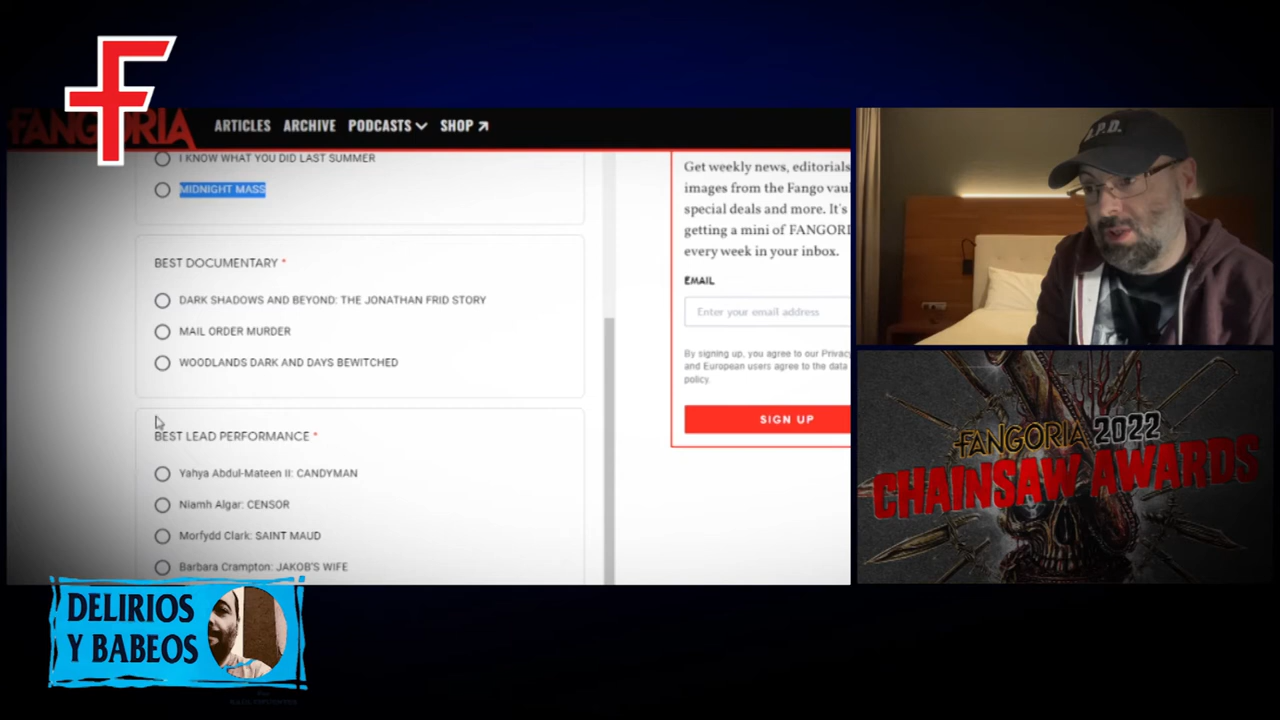 F
FANGORIA
ARTICLES ARCHIVE PODCASTS SHOP
I KNOW WHAT YOU DID LAST SUMMER
MIDNIGHT MASS
BEST DOCUMENTARY *
DARK SHADOWS AND BEYOND: THE JONATHAN FRID STORY
MAIL ORDER MURDER
WOODLANDS DARK AND DAYS BEWITCHED
BEST LEAD PERFORMANCE *
Yahya Abdul-Mateen II: CANDYMAN
Niamh Algar: CENSOR
Morfydd Clark: SAINT MAUD
Barbara Crampton: JAKOB'S WIFE
Get weekly news, editorials
images from the Fango vau
special deals and more. It's
getting a mini of FANGORI
every week in your inbox.
EMAIL
Enter your email address
By signing up, you agree to our Privacy
and European users agree to the data
policy.
SIGN UP
P.D.
FANGORIA 2022
CHAINSAW AWARDS
DELIRIOS
Y BABEOS